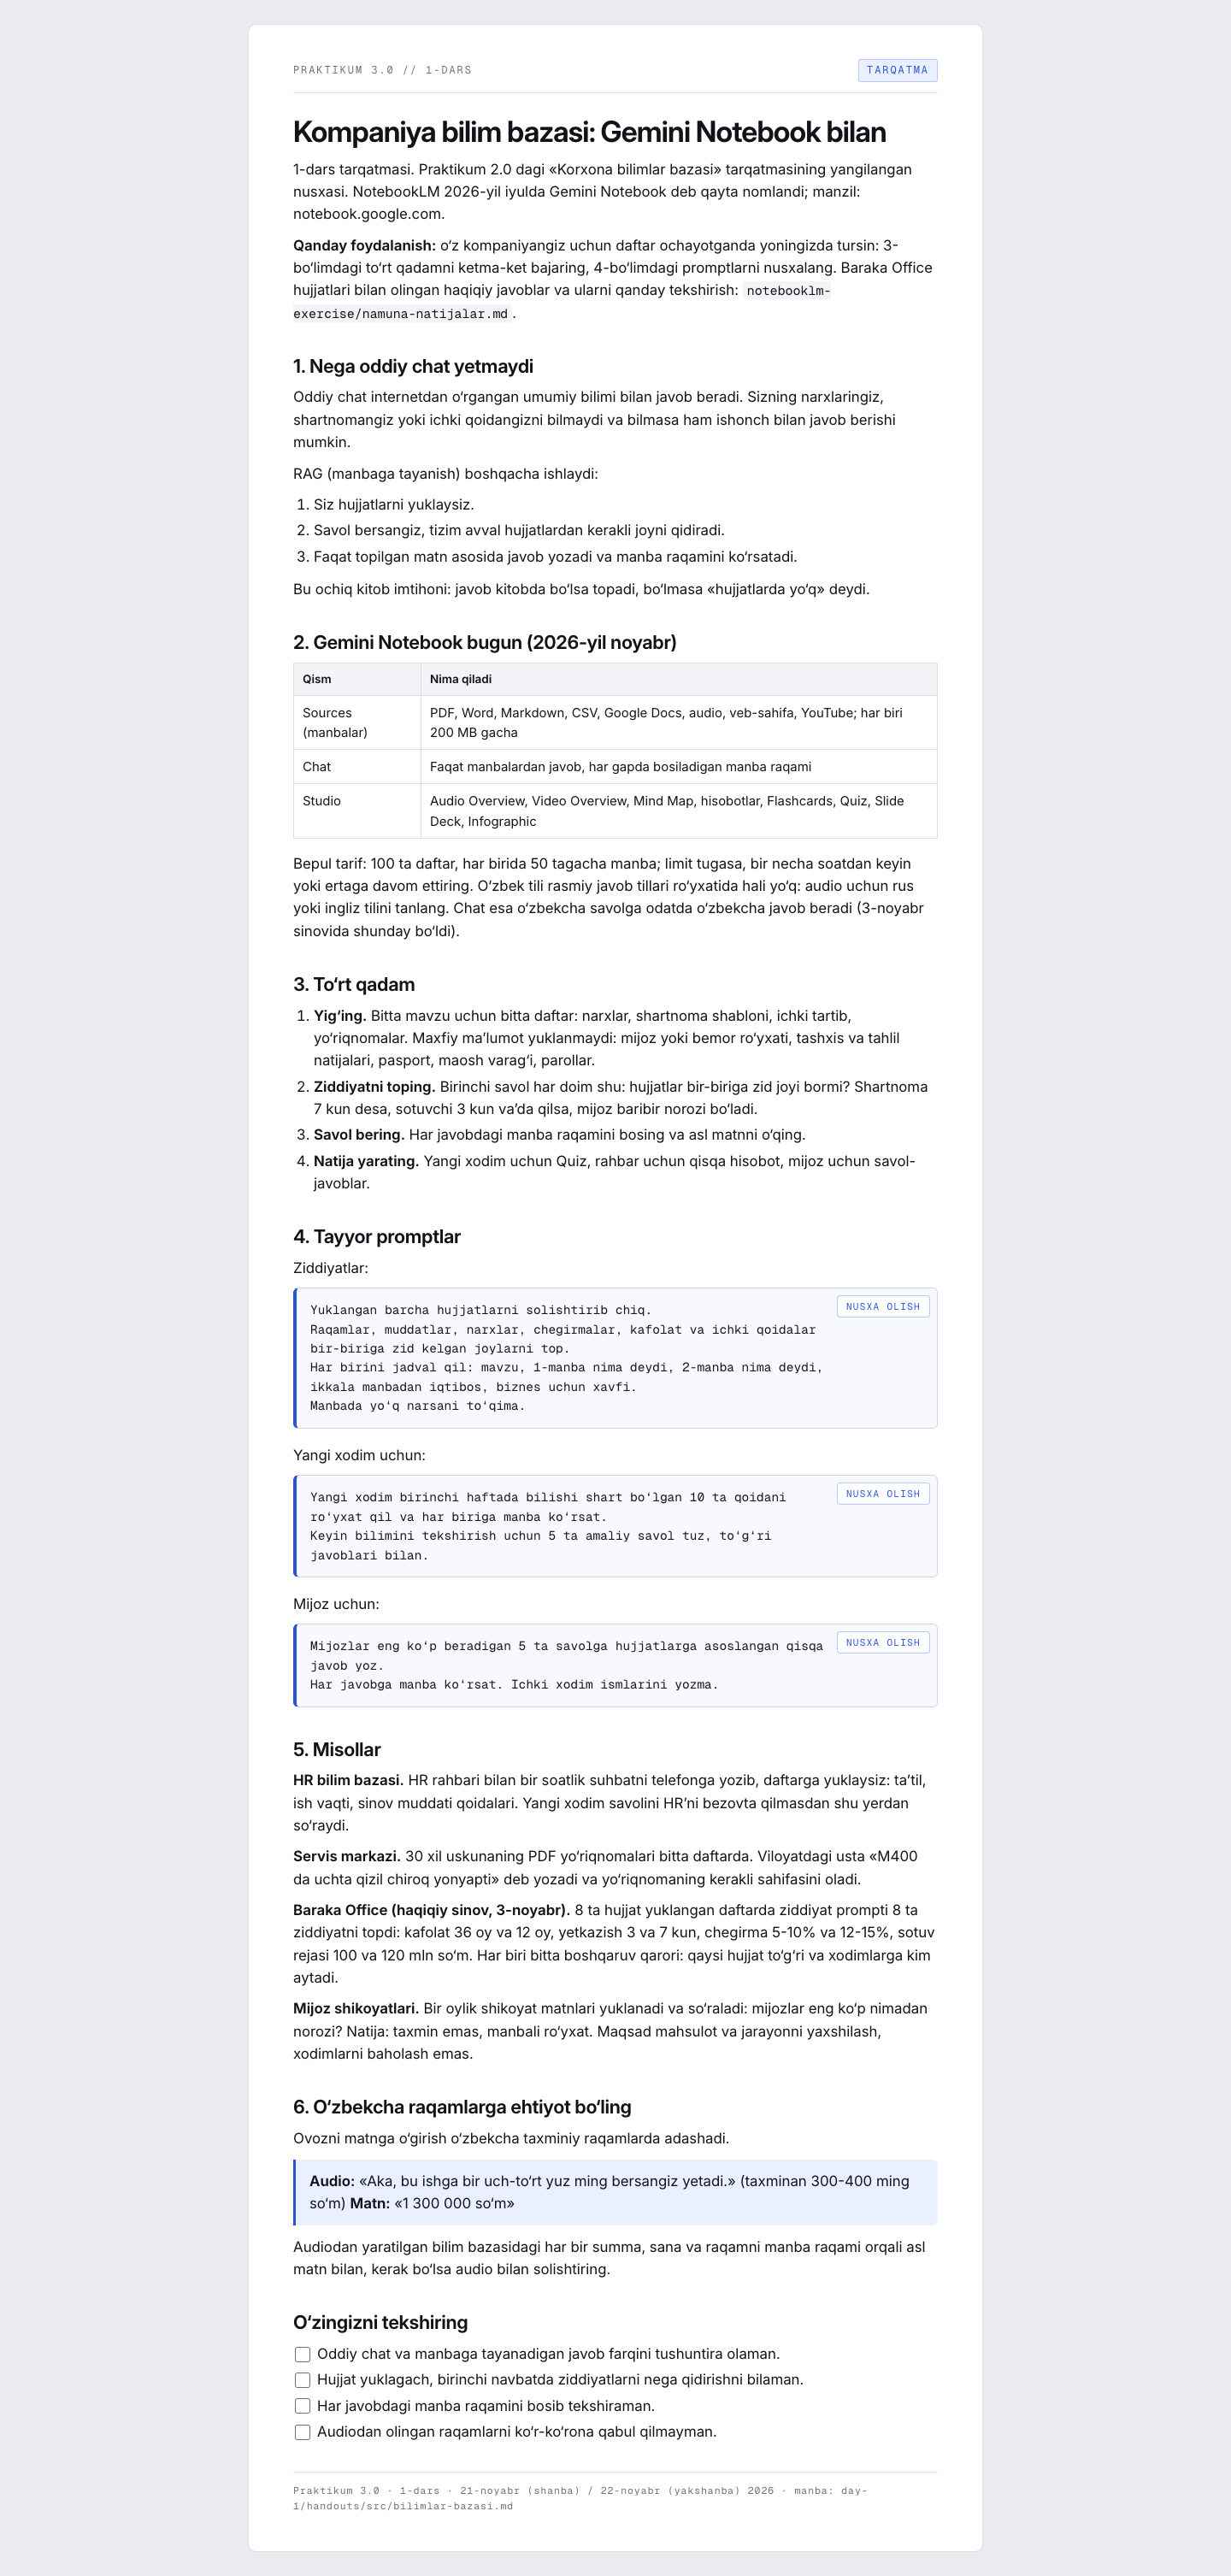 PRAKTIKUM 3.0 // 1-DARS
TARQATMA
Kompaniya bilim bazasi: Gemini Notebook bilan
1-dars tarqatmasi. Praktikum 2.0 dagi «Korxona bilimlar bazasi» tarqatmasining yangilangan
nusxasi. NotebookLM 2026-yil iyulda Gemini Notebook deb qayta nomlandi; manzil:
notebook.google.com.
Qanday foydalanish: o‘z kompaniyangiz uchun daftar ochayotganda yoningizda tursin: 3-
bo‘limdagi to‘rt qadamni ketma-ket bajaring, 4-bo‘limdagi promptlarni nusxalang. Baraka Office
hujjatlari bilan olingan haqiqiy javoblar va ularni qanday tekshirish: notebooklm-
exercise/namuna-natijalar.md.
1. Nega oddiy chat yetmaydi
Oddiy chat internetdan o‘rgangan umumiy bilimi bilan javob beradi. Sizning narxlaringiz,
shartnomangiz yoki ichki qoidangizni bilmaydi va bilmasa ham ishonch bilan javob berishi
mumkin.
RAG (manbaga tayanish) boshqacha ishlaydi:
1. Siz hujjatlarni yuklaysiz.
2. Savol bersangiz, tizim avval hujjatlardan kerakli joyni qidiradi.
3. Faqat topilgan matn asosida javob yozadi va manba raqamini ko‘rsatadi.
Bu ochiq kitob imtihoni: javob kitobda bo‘lsa topadi, bo‘lmasa «hujjatlarda yo‘q» deydi.
2. Gemini Notebook bugun (2026-yil noyabr)
Qism
Nima qiladi
Sources
(manbalar)
PDF, Word, Markdown, CSV, Google Docs, audio, veb-sahifa, YouTube; har biri
200 MB gacha
Chat
Faqat manbalardan javob, har gapda bosiladigan manba raqami
Studio
Audio Overview, Video Overview, Mind Map, hisobotlar, Flashcards, Quiz, Slide
Deck, Infographic
Bepul tarif: 100 ta daftar, har birida 50 tagacha manba; limit tugasa, bir necha soatdan keyin
yoki ertaga davom ettiring. O‘zbek tili rasmiy javob tillari ro‘yxatida hali yo‘q: audio uchun rus
yoki ingliz tilini tanlang. Chat esa o‘zbekcha savolga odatda o‘zbekcha javob beradi (3-noyabr
sinovida shunday bo‘ldi).
3. To‘rt qadam
1. Yig‘ing. Bitta mavzu uchun bitta daftar: narxlar, shartnoma shabloni, ichki tartib,
yo‘riqnomalar. Maxfiy ma’lumot yuklanmaydi: mijoz yoki bemor ro‘yxati, tashxis va tahlil
natijalari, pasport, maosh varag‘i, parollar.
2. Ziddiyatni toping. Birinchi savol har doim shu: hujjatlar bir-biriga zid joyi bormi? Shartnoma
7 kun desa, sotuvchi 3 kun va’da qilsa, mijoz baribir norozi bo‘ladi.
3. Savol bering. Har javobdagi manba raqamini bosing va asl matnni o‘qing.
4. Natija yarating. Yangi xodim uchun Quiz, rahbar uchun qisqa hisobot, mijoz uchun savol-
javoblar.
4. Tayyor promptlar
Ziddiyatlar:
NUSXA OLISH
Yuklangan barcha hujjatlarni solishtirib chiq.
Raqamlar, muddatlar, narxlar, chegirmalar, kafolat va ichki qoidalar
bir-biriga zid kelgan joylarni top.
Har birini jadval qil: mavzu, 1-manba nima deydi, 2-manba nima deydi,
ikkala manbadan iqtibos, biznes uchun xavfi.
Manbada yo‘q narsani to‘qima.
Yangi xodim uchun:
NUSXA OLISH
Yangi xodim birinchi haftada bilishi shart bo‘lgan 10 ta qoidani
ro‘yxat qil va har biriga manba ko‘rsat.
Keyin bilimini tekshirish uchun 5 ta amaliy savol tuz, to‘g‘ri
javoblari bilan.
Mijoz uchun:
NUSXA OLISH
Mijozlar eng ko‘p beradigan 5 ta savolga hujjatlarga asoslangan qisqa
javob yoz.
Har javobga manba ko‘rsat. Ichki xodim ismlarini yozma.
5. Misollar
HR bilim bazasi. HR rahbari bilan bir soatlik suhbatni telefonga yozib, daftarga yuklaysiz: ta’til,
ish vaqti, sinov muddati qoidalari. Yangi xodim savolini HR’ni bezovta qilmasdan shu yerdan
so‘raydi.
Servis markazi. 30 xil uskunaning PDF yo‘riqnomalari bitta daftarda. Viloyatdagi usta «M400
da uchta qizil chiroq yonyapti» deb yozadi va yo‘riqnomaning kerakli sahifasini oladi.
Baraka Office (haqiqiy sinov, 3-noyabr). 8 ta hujjat yuklangan daftarda ziddiyat prompti 8 ta
ziddiyatni topdi: kafolat 36 oy va 12 oy, yetkazish 3 va 7 kun, chegirma 5-10% va 12-15%, sotuv
rejasi 100 va 120 mln so‘m. Har biri bitta boshqaruv qarori: qaysi hujjat to‘g‘ri va xodimlarga kim
aytadi.
Mijoz shikoyatlari. Bir oylik shikoyat matnlari yuklanadi va so‘raladi: mijozlar eng ko‘p nimadan
norozi? Natija: taxmin emas, manbali ro‘yxat. Maqsad mahsulot va jarayonni yaxshilash,
xodimlarni baholash emas.
6. O‘zbekcha raqamlarga ehtiyot bo‘ling
Ovozni matnga o‘girish o‘zbekcha taxminiy raqamlarda adashadi.
Audio: «Aka, bu ishga bir uch-to‘rt yuz ming bersangiz yetadi.» (taxminan 300-400 ming
so‘m) Matn: «1 300 000 so‘m»
Audiodan yaratilgan bilim bazasidagi har bir summa, sana va raqamni manba raqami orqali asl
matn bilan, kerak bo‘lsa audio bilan solishtiring.
O‘zingizni tekshiring
Oddiy chat va manbaga tayanadigan javob farqini tushuntira olaman.
Hujjat yuklagach, birinchi navbatda ziddiyatlarni nega qidirishni bilaman.
Har javobdagi manba raqamini bosib tekshiraman.
Audiodan olingan raqamlarni ko‘r-ko‘rona qabul qilmayman.
Praktikum 3.0 · 1-dars · 21-noyabr (shanba) / 22-noyabr (yakshanba) 2026 · manba: day-
1/handouts/src/bilimlar-bazasi.md